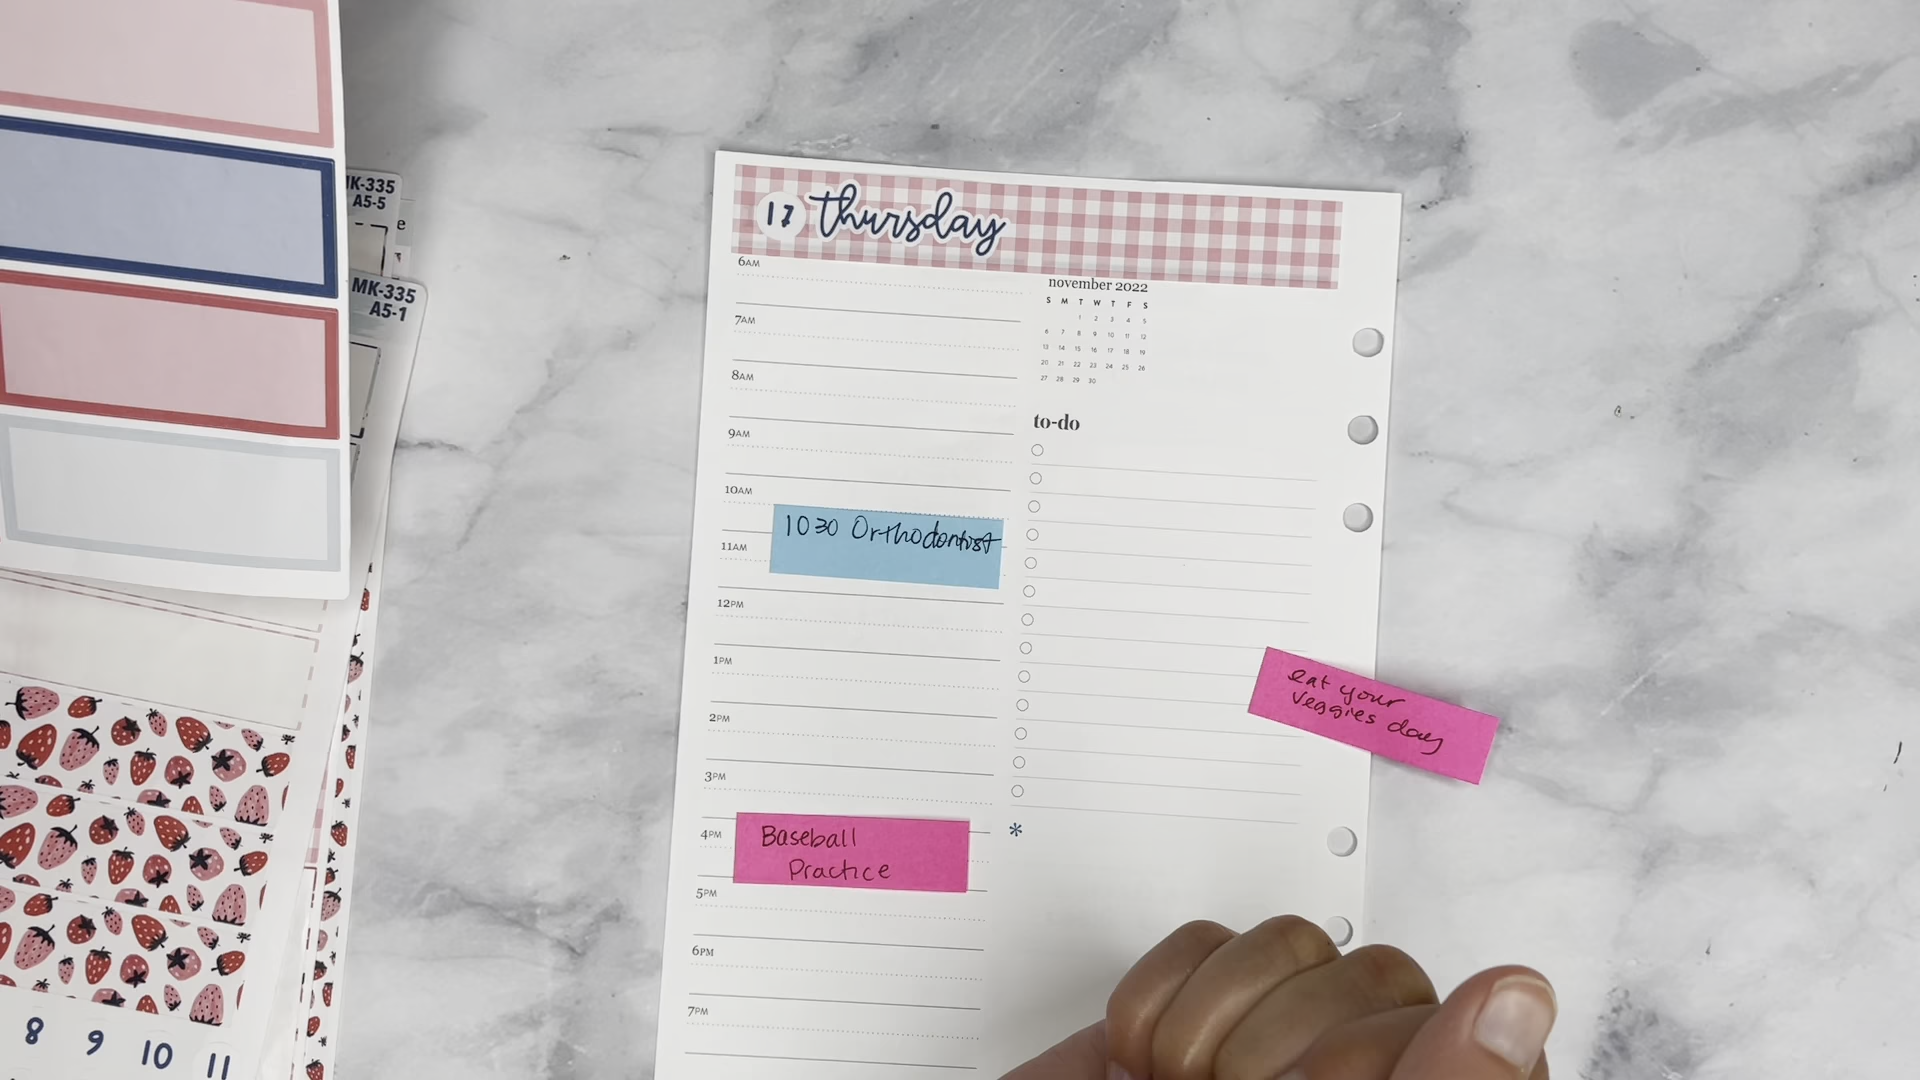 MK-335
A5-5
e
MK-335
A5-1
17 thursday
6AM
november 2022
S M T W T F S
1 2 3 4 5
6 7 8 9 10 11 12
13 14 15 16 17 18 19
20 21 22 23 24 25 26
27 28 29 30
7AM
8AM
to-do
9AM
10AM
1030 Orthodontist
11AM
12PM
1PM
eat your
veggies day
2PM
3PM
4PM
Baseball
Practice
*
5PM
6PM
7PM
8 9 10 11